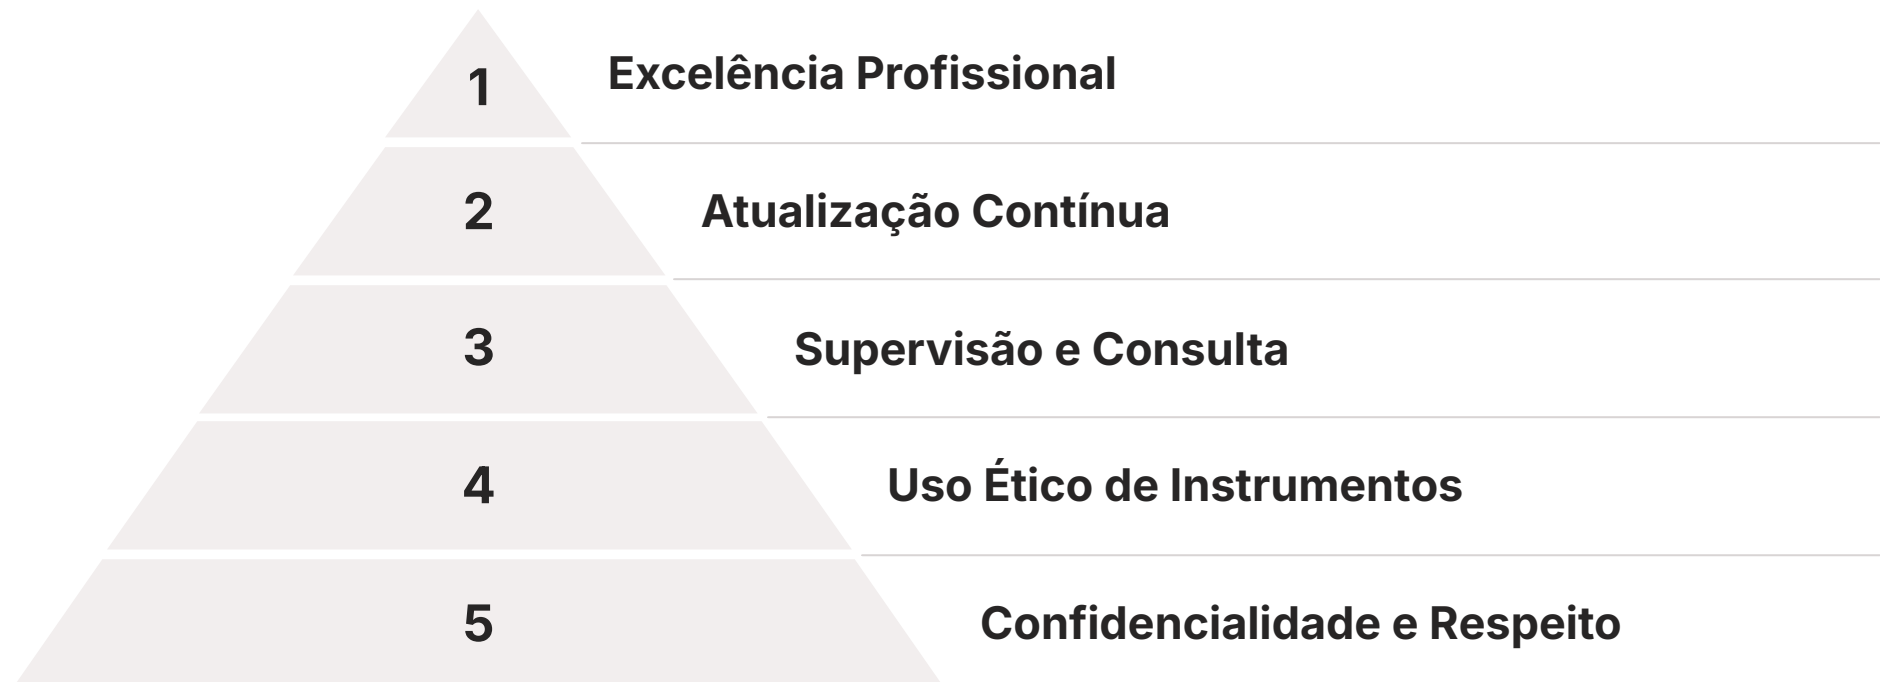 1
Excelência Profissional
2
Atualização Contínua
3
Supervisão e Consulta
4
Uso Ético de Instrumentos
5
Confidencialidade e Respeito